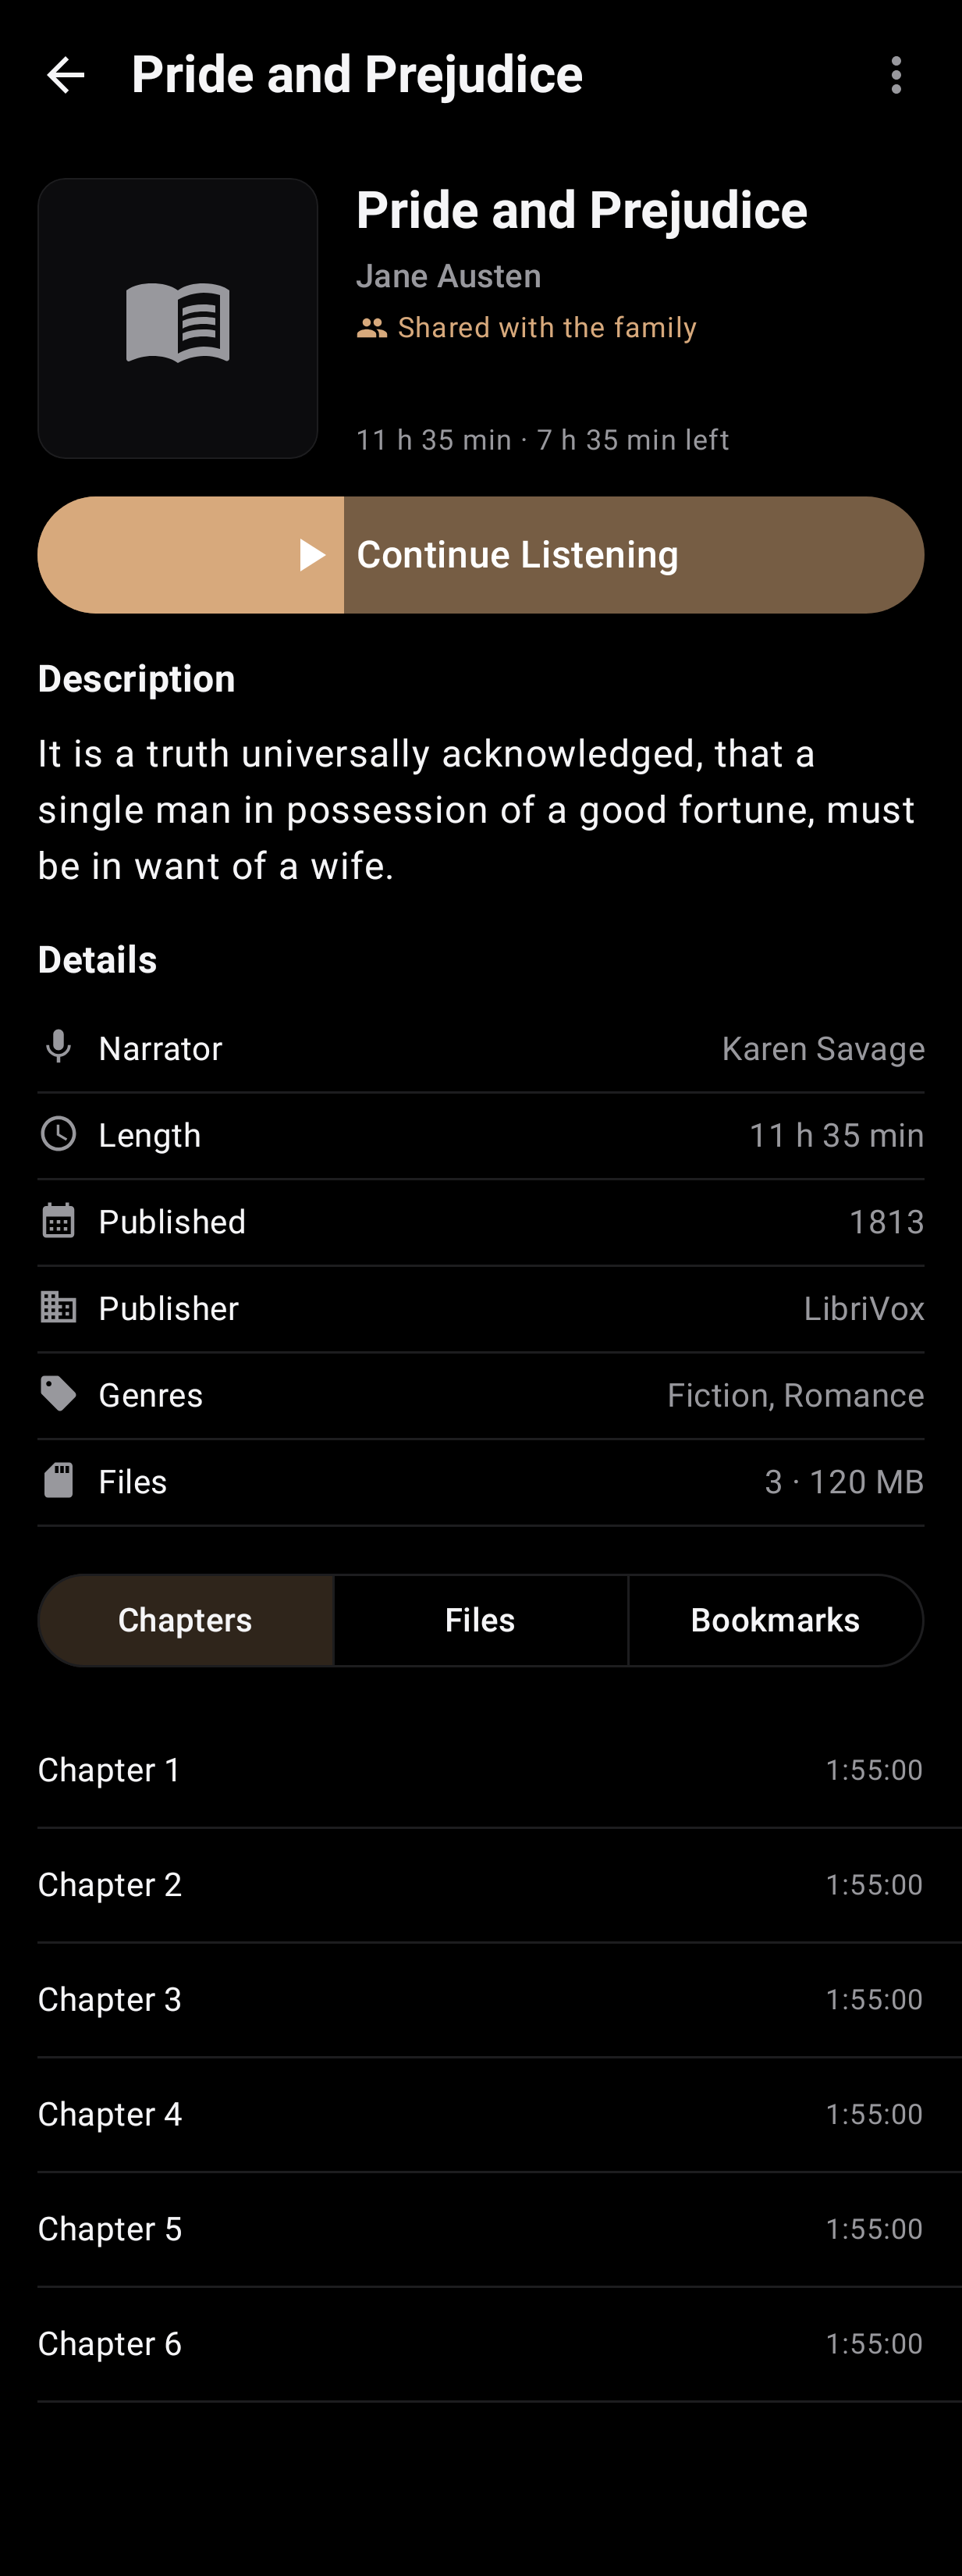 Pride and Prejudice
Pride and Prejudice
Jane Austen
Shared with the family
11 h 35 min · 7 h 35 min left
Continue Listening
Description
It is a truth universally acknowledged, that a
single man in possession of a good fortune, must
be in want of a wife.
Details
Narrator Karen Savage
Length 11 h 35 min
Published 1813
Publisher LibriVox
Genres Fiction, Romance
Files 3 · 120 MB
Chapters Files Bookmarks
Chapter 1 1:55:00
Chapter 2 1:55:00
Chapter 3 1:55:00
Chapter 4 1:55:00
Chapter 5 1:55:00
Chapter 6 1:55:00